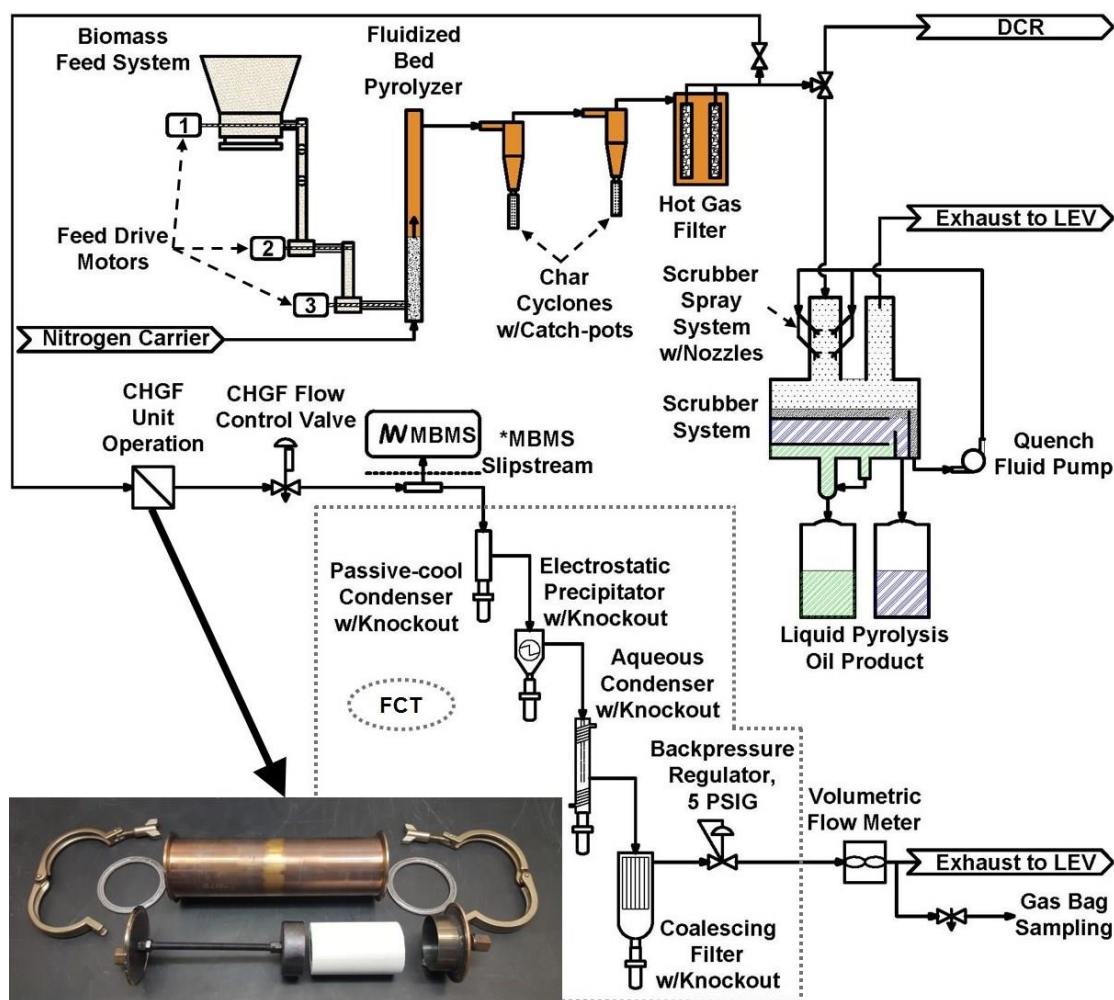 Biomass
Feed System
Fluidized
Bed
Pyrolyzer
DCR
1
Feed Drive
Motors
2
3
Hot Gas
Filter
Exhaust to LEV
Char
Cyclones
w/Catch-pots
Scrubber
Spray
System
w/Nozzles
Nitrogen Carrier
CHGF
Unit
Operation
CHGF Flow
Control Valve
MBMS
*MBMS
Slipstream
Scrubber
System
Quench
Fluid Pump
Passive-cool
Condenser
w/Knockout
Electrostatic
Precipitator
w/Knockout
Liquid Pyrolysis
Oil Product
FCT
Aqueous
Condenser
w/Knockout
Backpressure
Regulator,
5 PSIG
Volumetric
Flow Meter
Exhaust to LEV
Gas Bag
Sampling
Coalescing
Filter
w/Knockout